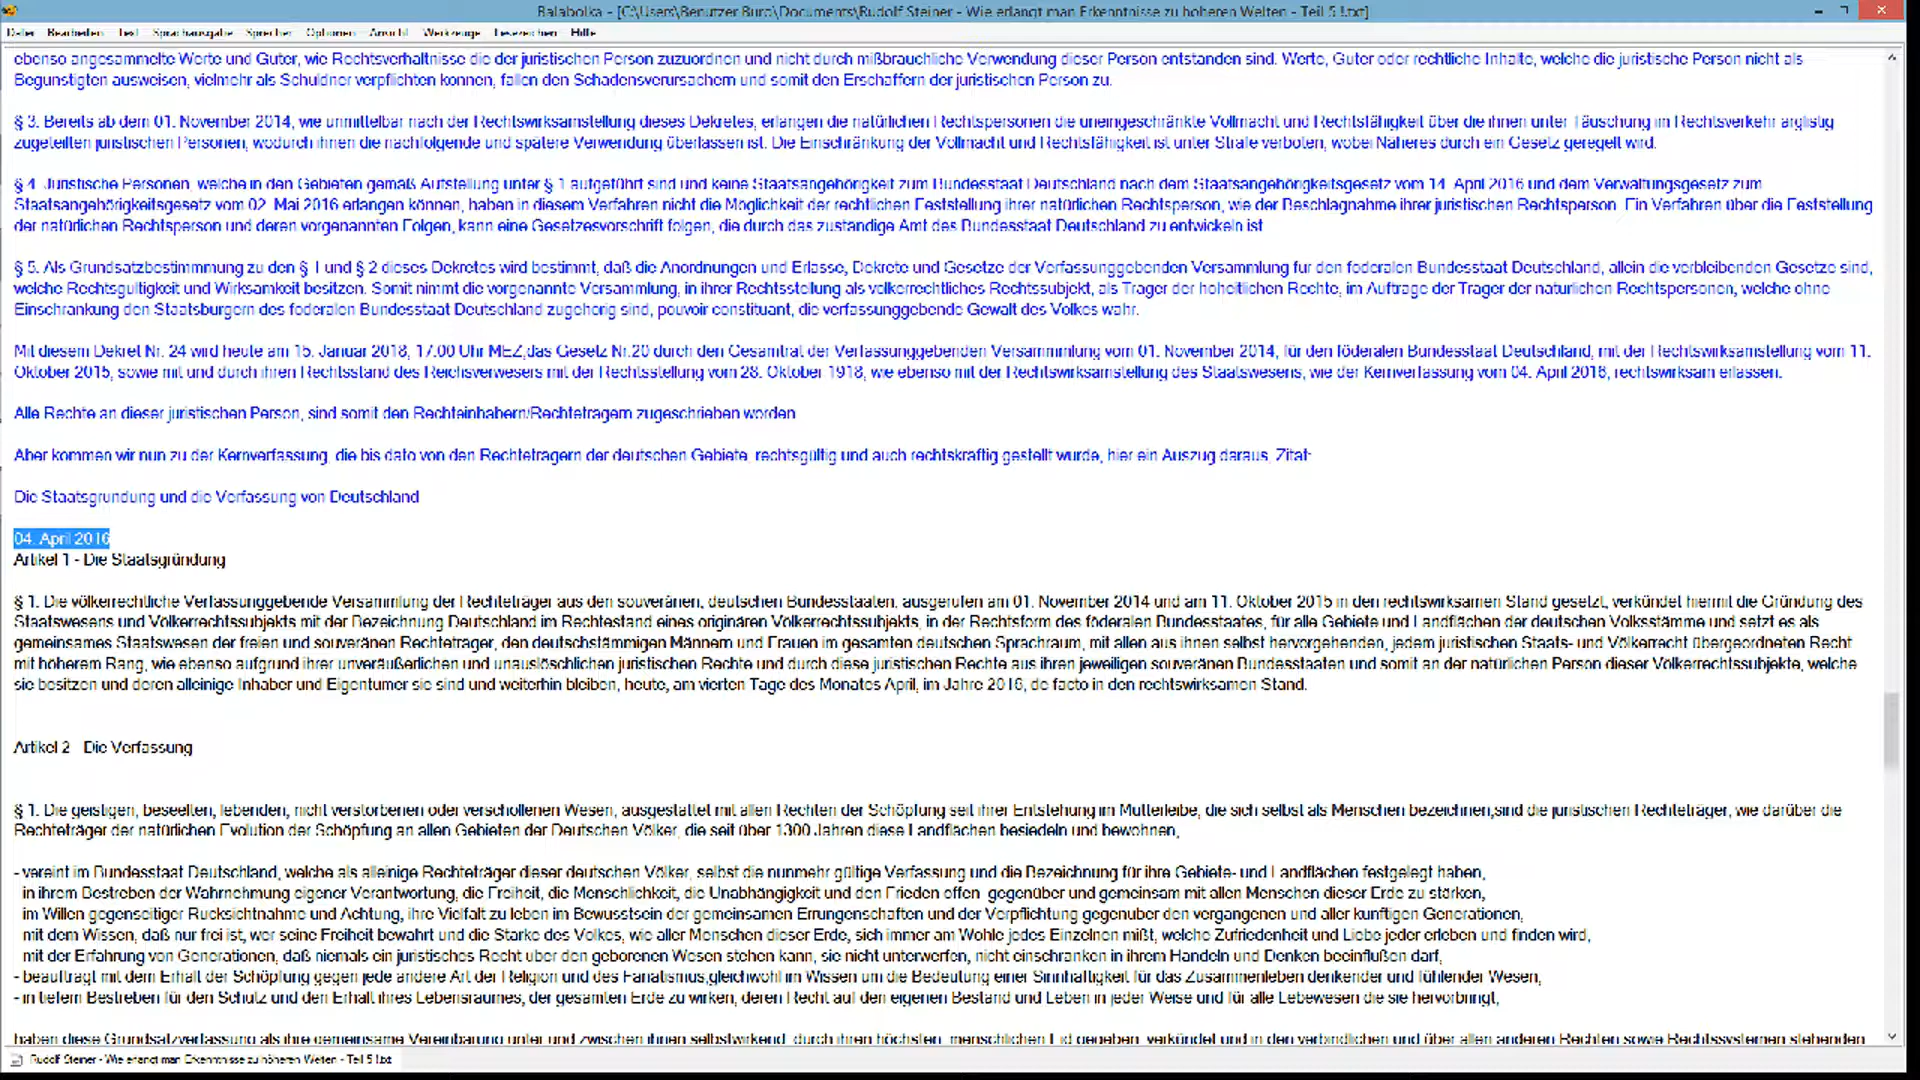 Balabolka - [C:\Users\Benutzer Büro\Documents\Rudolf Steiner - Wie erlangt man Erkenntnisse zu höheren Welten - Teil 5 !.txt]
Datei Bearbeiten Text Sprachausgabe Sprecher Optionen Ansicht Werkzeuge Lesezeichen Hilfe
ebenso angesammelte Werte und Güter, wie Rechtsverhältnisse die der juristischen Person zuzuordnen und nicht durch mißbräuchliche Verwendung dieser Person entstanden sind. Werte, Güter oder rechtliche Inhalte, welche die juristische Person nicht als
Begünstigten ausweisen, vielmehr als Schuldner verpflichten können, fallen den Schadensverursachern und somit den Erschaffern der juristischen Person zu.
§ 3. Bereits ab dem 01. November 2014, wie unmittelbar nach der Rechtswirksamstellung dieses Dekretes, erlangen die natürlichen Rechtspersonen die uneingeschränkte Vollmacht und Rechtsfähigkeit über die ihnen unter Täuschung im Rechtsverkehr arglistig
zugeteilten juristischen Personen, wodurch ihnen die nachfolgende und spätere Verwendung überlassen ist. Die Einschränkung der Vollmacht und Rechtsfähigkeit ist unter Strafe verboten, wobei Näheres durch ein Gesetz geregelt wird.
§ 4. Juristische Personen, welche in den Gebieten gemäß Aufstellung unter § 1 aufgeführt sind und keine Staatsangehörigkeit zum Bundesstaat Deutschland nach dem Staatsangehörigkeitsgesetz vom 14. April 2016 und dem Verwaltungsgesetz zum
Staatsangehörigkeitsgesetz vom 02. Mai 2016 erlangen können, haben in diesem Verfahren nicht die Möglichkeit der rechtlichen Feststellung ihrer natürlichen Rechtsperson, wie der Beschlagnahme ihrer juristischen Rechtsperson. Ein Verfahren über die Feststellung
der natürlichen Rechtsperson und deren vorgenannten Folgen, kann eine Gesetzesvorschrift folgen, die durch das zuständige Amt des Bundesstaat Deutschland zu entwickeln ist.
§ 5. Als Grundsatzbestimmmung zu den § 1 und § 2 dieses Dekretes wird bestimmt, daß die Anordnungen und Erlasse, Dekrete und Gesetze der Verfassunggebenden Versammlung für den föderalen Bundesstaat Deutschland, allein die verbleibenden Gesetze sind,
welche Rechtsgültigkeit und Wirksamkeit besitzen. Somit nimmt die vorgenannte Versammlung, in ihrer Rechtsstellung als völkerrechtliches Rechtssubjekt, als Träger der hoheitlichen Rechte, im Auftrage der Träger der natürlichen Rechtspersonen, welche ohne
Einschränkung den Staatsbürgern des föderalen Bundesstaat Deutschland zugehörig sind, pouvoir constituant, die verfassunggebende Gewalt des Volkes wahr.
Mit diesem Dekret Nr. 24 wird heute am 15. Januar 2018, 17.00 Uhr MEZ,das Gesetz Nr.20 durch den Gesamtrat der Verfassunggebenden Versammmlung vom 01. November 2014, für den föderalen Bundesstaat Deutschland, mit der Rechtswirksamstellung vom 11.
Oktober 2015, sowie mit und durch ihren Rechtsstand des Reichsverwesers mit der Rechtsstellung vom 28. Oktober 1918, wie ebenso mit der Rechtswirksamstellung des Staatswesens, wie der Kernverfassung vom 04. April 2016, rechtswirksam erlassen.
Alle Rechte an dieser juristischen Person, sind somit den Rechteinhabern/Rechteträgern zugeschrieben worden.
Aber kommen wir nun zu der Kernverfassung, die bis dato von den Rechteträgern der deutschen Gebiete, rechtsgültig und auch rechtskräftig gestellt wurde, hier ein Auszug daraus, Zitat:
Die Staatsgründung und die Verfassung von Deutschland
04. April 2016
Artikel 1 - Die Staatsgründung
§ 1. Die völkerrechtliche Verfassunggebende Versammlung der Rechteträger aus den souveränen, deutschen Bundesstaaten, ausgerufen am 01. November 2014 und am 11. Oktober 2015 in den rechtswirksamen Stand gesetzt, verkündet hiermit die Gründung des
Staatswesens und Völkerrechtssubjekts mit der Bezeichnung Deutschland im Rechtestand eines originären Völkerrechtssubjekts, in der Rechtsform des föderalen Bundesstaates, für alle Gebiete und Landflächen der deutschen Volksstämme und setzt es als
gemeinsames Staatswesen der freien und souveränen Rechteträger, den deutschstämmigen Männern und Frauen im gesamten deutschen Sprachraum, mit allen aus ihnen selbst hervorgehenden, jedem juristischen Staats- und Völkerrecht übergeordneten Recht
mit höherem Rang, wie ebenso aufgrund ihrer unveräußerlichen und unauslöschlichen juristischen Rechte und durch diese juristischen Rechte aus ihren jeweiligen souveränen Bundesstaaten und somit an der natürlichen Person dieser Völkerrechtssubjekte, welche
sie besitzen und deren alleinige Inhaber und Eigentümer sie sind und weiterhin bleiben, heute, am vierten Tage des Monates April, im Jahre 2016, de facto in den rechtswirksamen Stand.
Artikel 2 - Die Verfassung
§ 1. Die geistigen, beseelten, lebenden, nicht verstorbenen oder verschollenen Wesen, ausgestattet mit allen Rechten der Schöpfung seit ihrer Entstehung im Mutterleibe, die sich selbst als Menschen bezeichnen,sind die juristischen Rechteträger, wie darüber die
Rechteträger der natürlichen Evolution der Schöpfung an allen Gebieten der Deutschen Völker, die seit über 1300 Jahren diese Landflächen besiedeln und bewohnen,
- vereint im Bundesstaat Deutschland, welche als alleinige Rechteträger dieser deutschen Völker, selbst die nunmehr gültige Verfassung und die Bezeichnung für ihre Gebiete- und Landflächen festgelegt haben,
in ihrem Bestreben der Wahrnehmung eigener Verantwortung, die Freiheit, die Menschlichkeit, die Unabhängigkeit und den Frieden offen gegenüber und gemeinsam mit allen Menschen dieser Erde zu stärken,
im Willen gegenseitiger Rücksichtnahme und Achtung, ihre Vielfalt zu leben im Bewusstsein der gemeinsamen Errungenschaften und der Verpflichtung gegenüber den vergangenen und aller künftigen Generationen,
mit dem Wissen, daß nur frei ist, wer seine Freiheit bewahrt und die Stärke des Volkes, wie aller Menschen dieser Erde, sich immer am Wohle jedes Einzelnen mißt, welche Zufriedenheit und Liebe jeder erleben und finden wird,
mit der Erfahrung von Generationen, daß niemals ein juristisches Recht über den geborenen Wesen stehen kann, sie nicht unterwerfen, nicht einschränken in ihrem Handeln und Denken beeinflußen darf,
- beauftragt mit dem Erhalt der Schöpfung gegen jede andere Art der Religion und des Fanatismus,gleichwohl im Wissen um die Bedeutung einer Sinnhaftigkeit für das Zusammenleben denkender und fühlender Wesen,
- in tiefem Bestreben für den Schutz und den Erhalt ihres Lebensraumes, der gesamten Erde zu wirken, deren Recht auf den eigenen Bestand und Leben in jeder Weise und für alle Lebewesen die sie hervorbringt,
haben diese Grundsatzverfassung als ihre gemeinsame Vereinbarung unter und zwischen ihnen selbstwirkend, durch ihren höchsten, menschlichen Eid gegeben, verkündet und in den verbindlichen und über allen anderen Rechten sowie Rechtssystemen stehenden
Rudolf Steiner - Wie erlangt man Erkenntnisse zu höheren Welten - Teil 5 !.txt